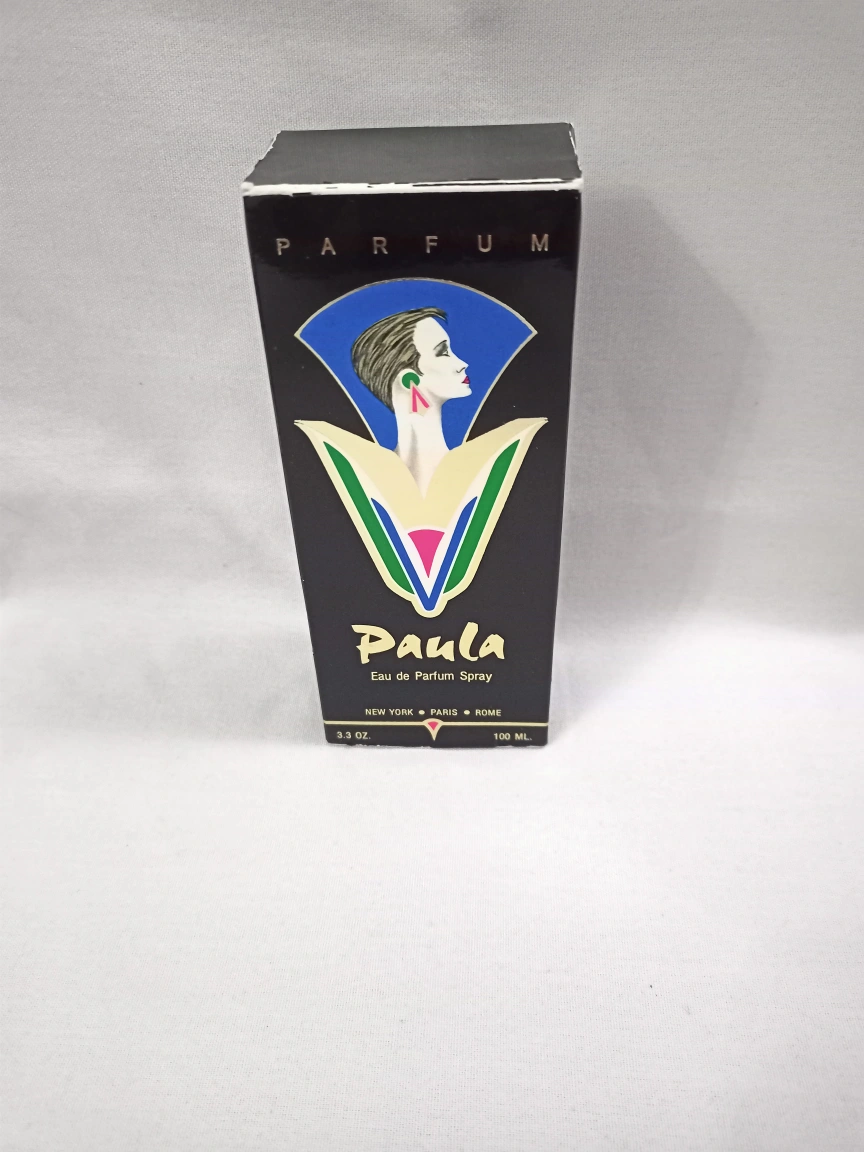 PARFUM
Paula
Eau de Parfum Spray
NEW YORK • PARIS • ROME
3.3 OZ. 100 ML.